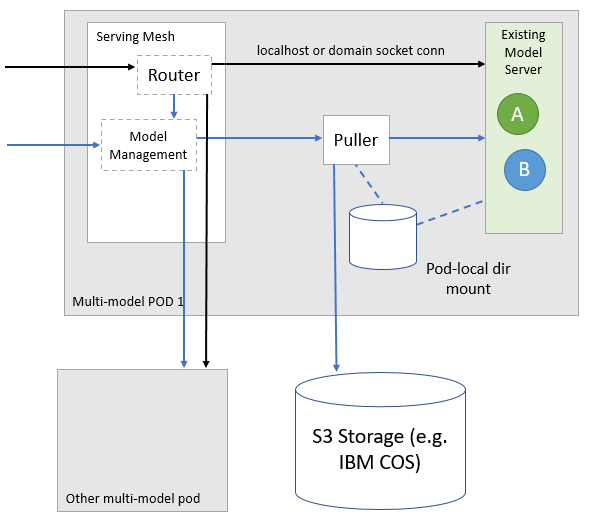 Serving Mesh
Existing
Model
Server
localhost or domain socket conn
Router
A
Model
Management
Puller
B
Pod-local dir
mount
Multi-model POD 1
S3 Storage (e.g.
IBM COS)
Other multi-model pod